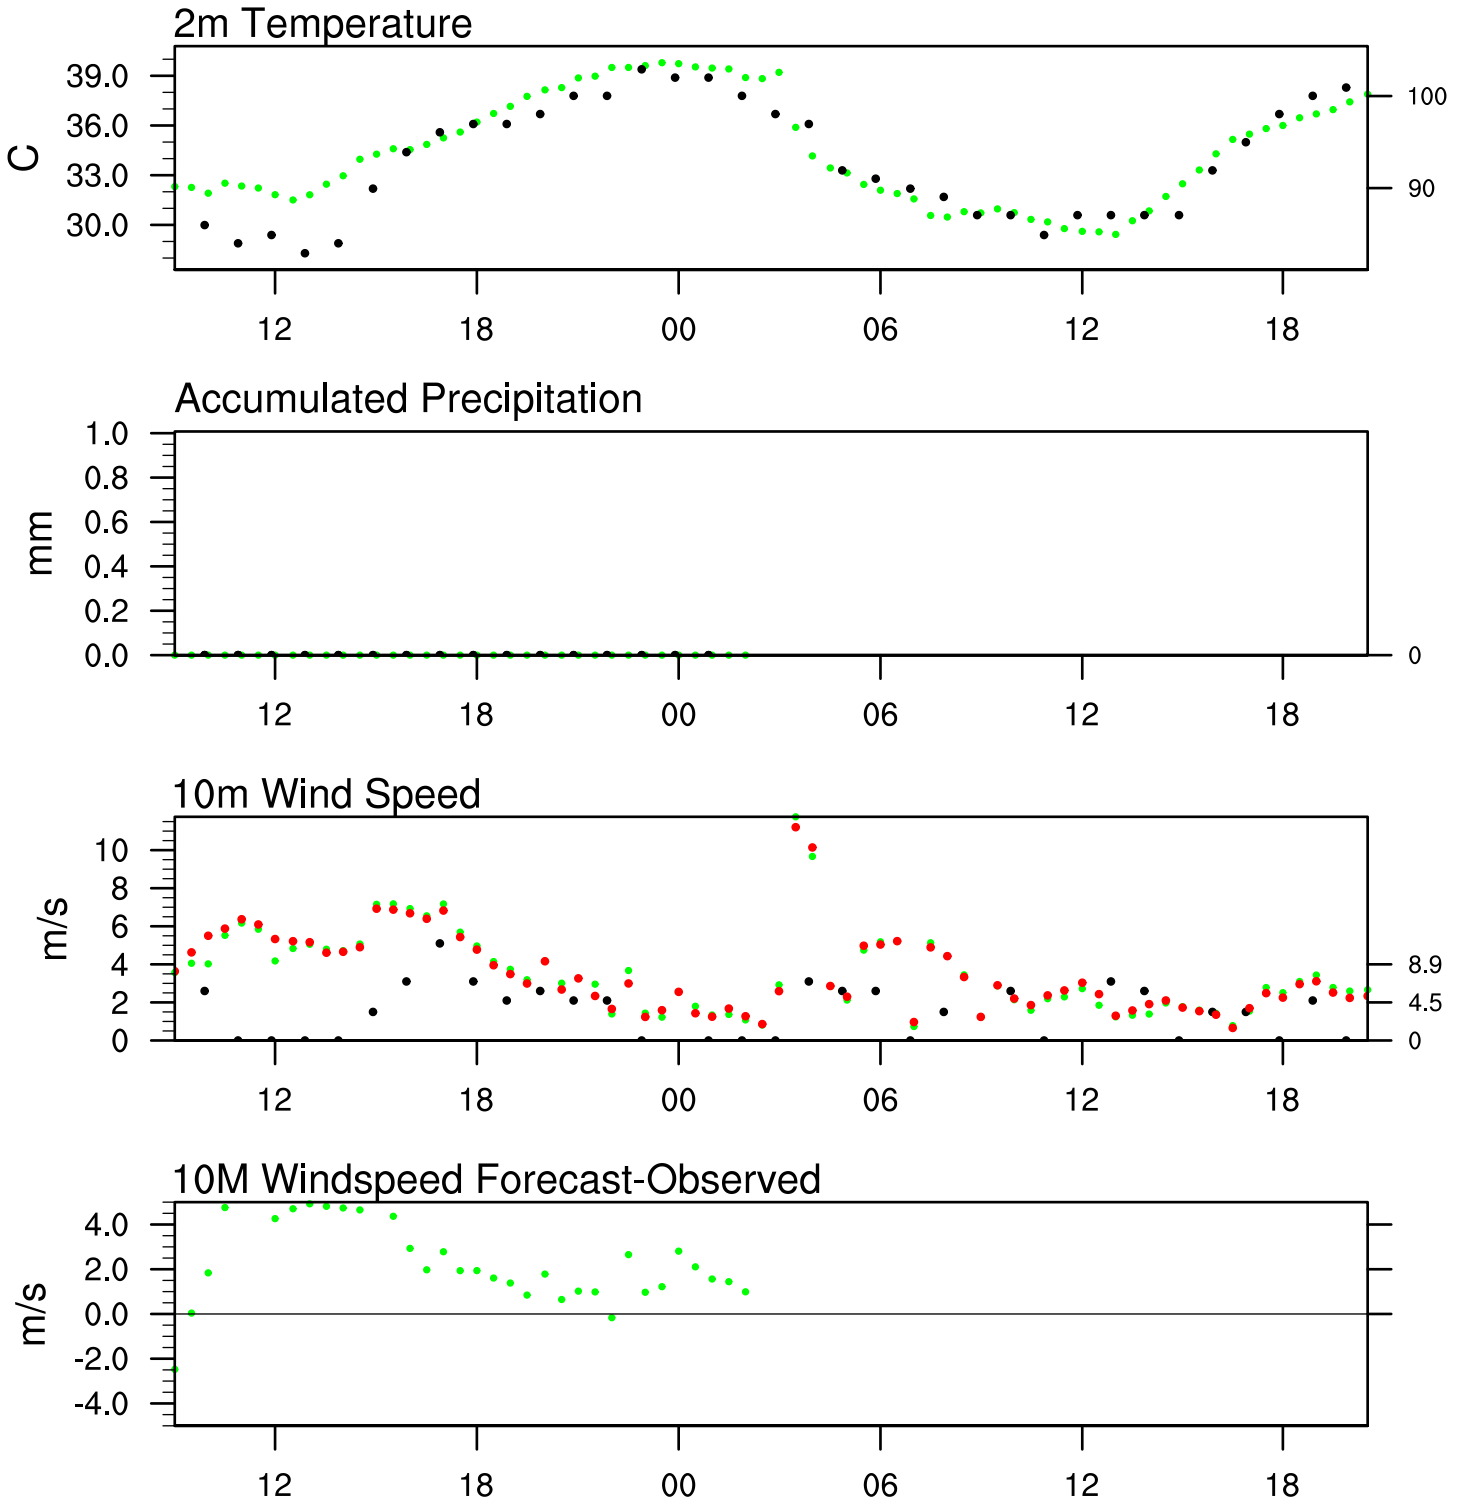 2m Temperature
39.0
36.0
33.0
30.0
C
100
90
12 18 00 06 12 18
Accumulated Precipitation
1.0
0.8
0.6
0.4
0.2
0.0
mm
0
12 18 00 06 12 18
10m Wind Speed
10
8
6
4
2
0
m/s
8.9
4.5
0
12 18 00 06 12 18
10M Windspeed Forecast-Observed
4.0
2.0
0.0
-2.0
-4.0
m/s
12 18 00 06 12 18